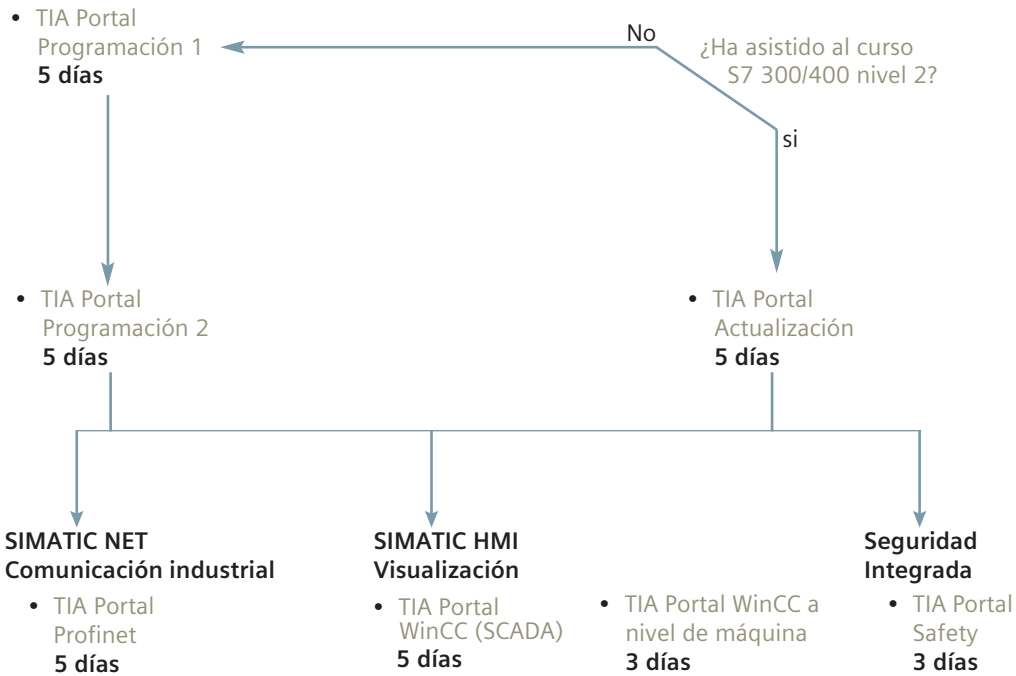 • TIA Portal
Programación 1
5 días
No
¿Ha asistido al curso
S7 300/400 nivel 2?
si
• TIA Portal
Programación 2
5 días
• TIA Portal
Actualización
5 días
SIMATIC NET
Comunicación industrial
• TIA Portal
Profinet
5 días
SIMATIC HMI
Visualización
• TIA Portal
WinCC (SCADA)
5 días
• TIA Portal WinCC a
nivel de máquina
3 días
Seguridad
Integrada
• TIA Portal
Safety
3 días